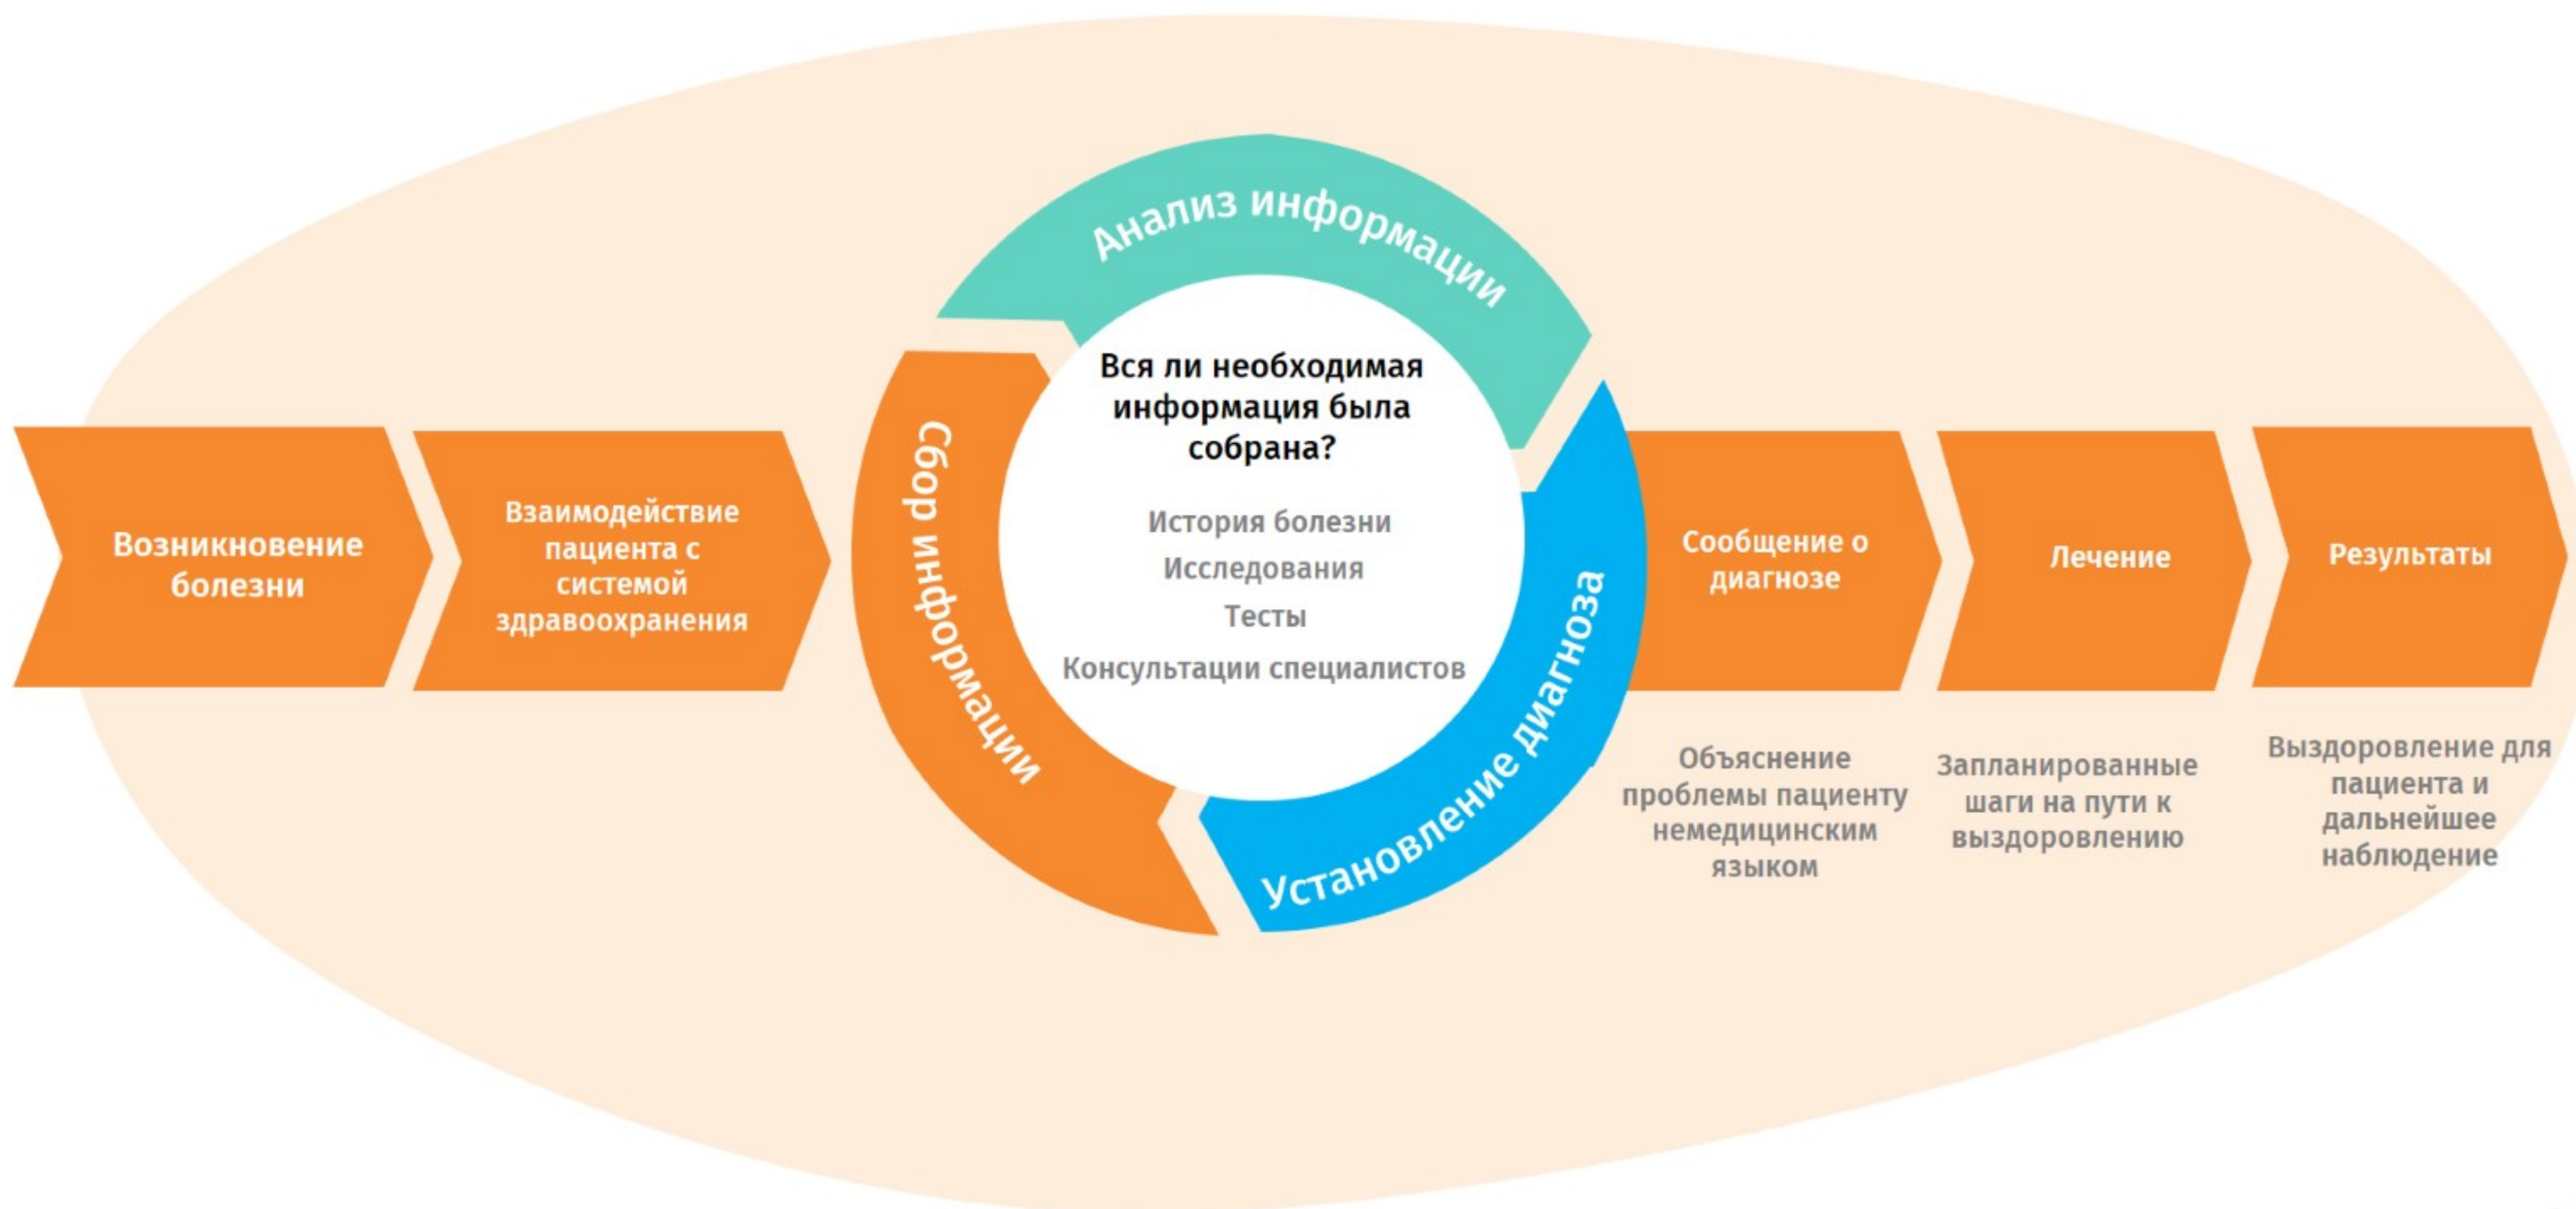 Возникновение
болезни
Взаимодействие
пациента с
системой
здравоохранения
Сбор информации
Анализ информации
Установление диагноза
Вся ли необходимая
информация была
собрана?
История болезни
Исследования
Тесты
Консультации специалистов
Сообщение о
диагнозе
Объяснение
проблемы пациенту
немедицинским
языком
Лечение
Запланированные
шаги на пути к
выздоровлению
Результаты
Выздоровление для
пациента и
дальнейшее
наблюдение